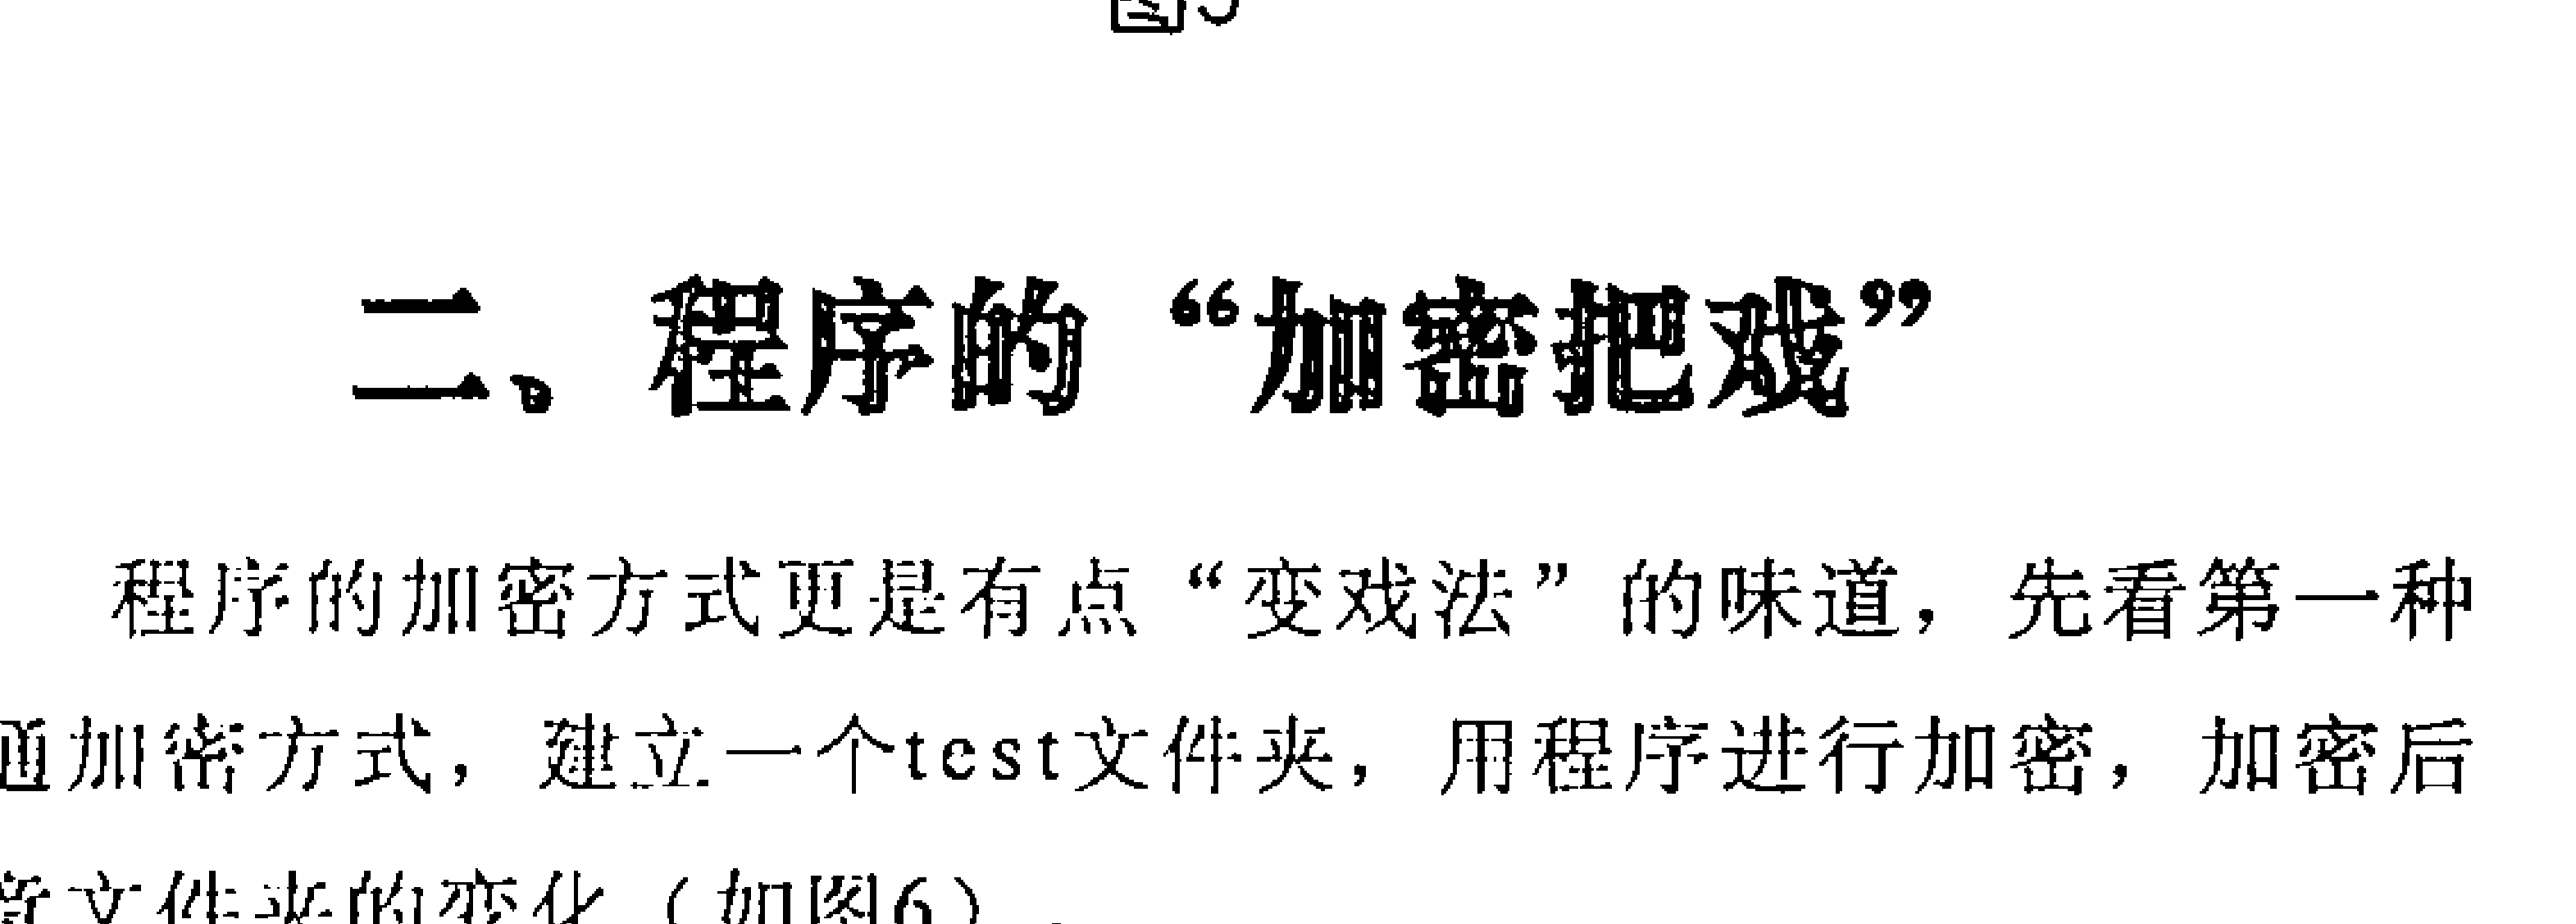 图5
二、程序的“加密把戏”
程序的加密方式更是有点“变戏法”的味道，先看第一种
通加密方式，建立一个test文件夹，用程序进行加密，加密后
文件夹的变化（如图6）